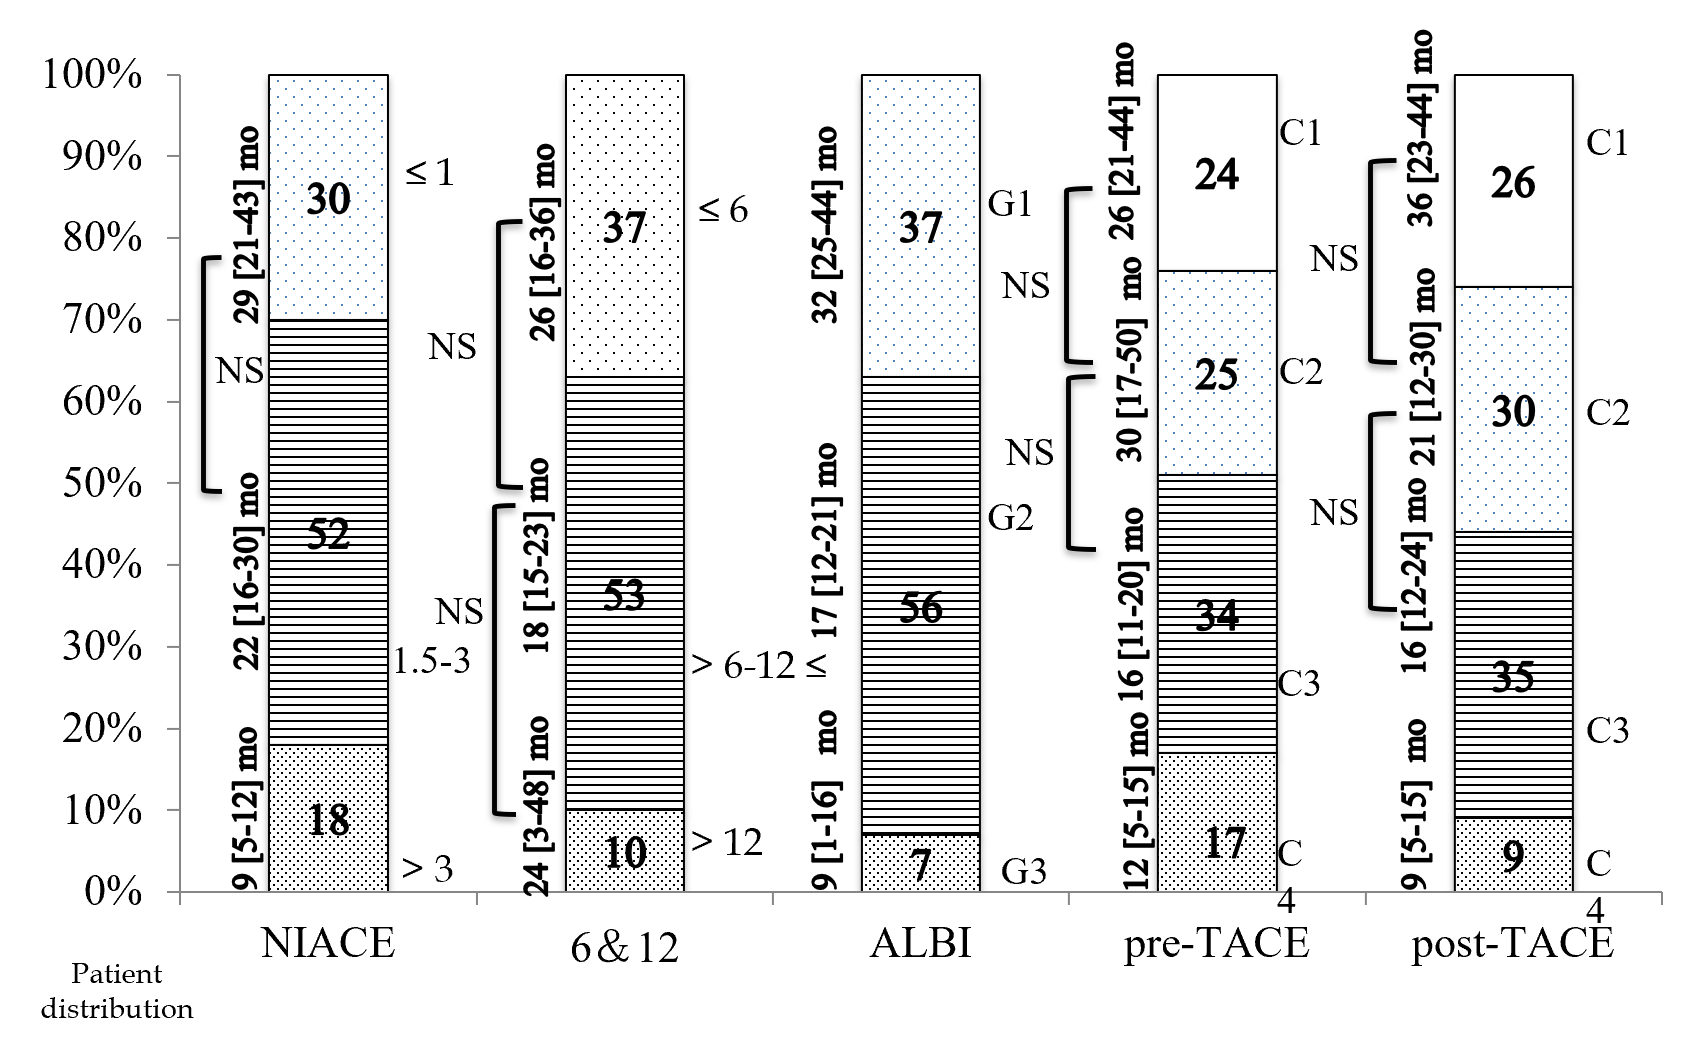 100%
90%
80%
70%
60%
50%
40%
30%
20%
10%
0%
29 [21-43] mo
22 [16-30] mo
9 [5-12] mo
NS
30
52
18
≤ 1
1.5-3
> 3
26 [16-36] mo
18 [15-23] mo
24 [3-48] mo
NS
NS
37
53
10
≤ 6
> 6-12 ≤
> 12
32 [25-44] mo
17 [12-21] mo
9 [1-16] mo
37
56
7
G1
G2
G3
26 [21-44] mo
30 [17-50] mo
16 [11-20] mo
12 [5-15] mo
NS
NS
24
25
34
17
C1
C2
C3
C
4
36 [23-44] mo
21 [12-30] mo
16 [12-24] mo
9 [5-15] mo
NS
NS
26
30
35
9
C1
C2
C3
C
4
NIACE
6&12
ALBI
pre-TACE
post-TACE
Patient
distribution